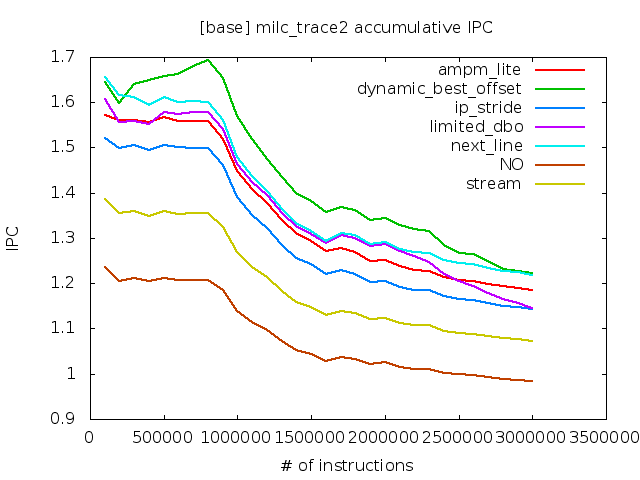 [base] milc_trace2 accumulative IPC
1.7
1.6
1.5
1.4
1.3
1.2
1.1
1
0.9
IPC
ampm_lite
dynamic_best_offset
ip_stride
limited_dbo
next_line
NO
stream
0 500000 1000000 1500000 2000000 2500000 3000000 3500000
# of instructions